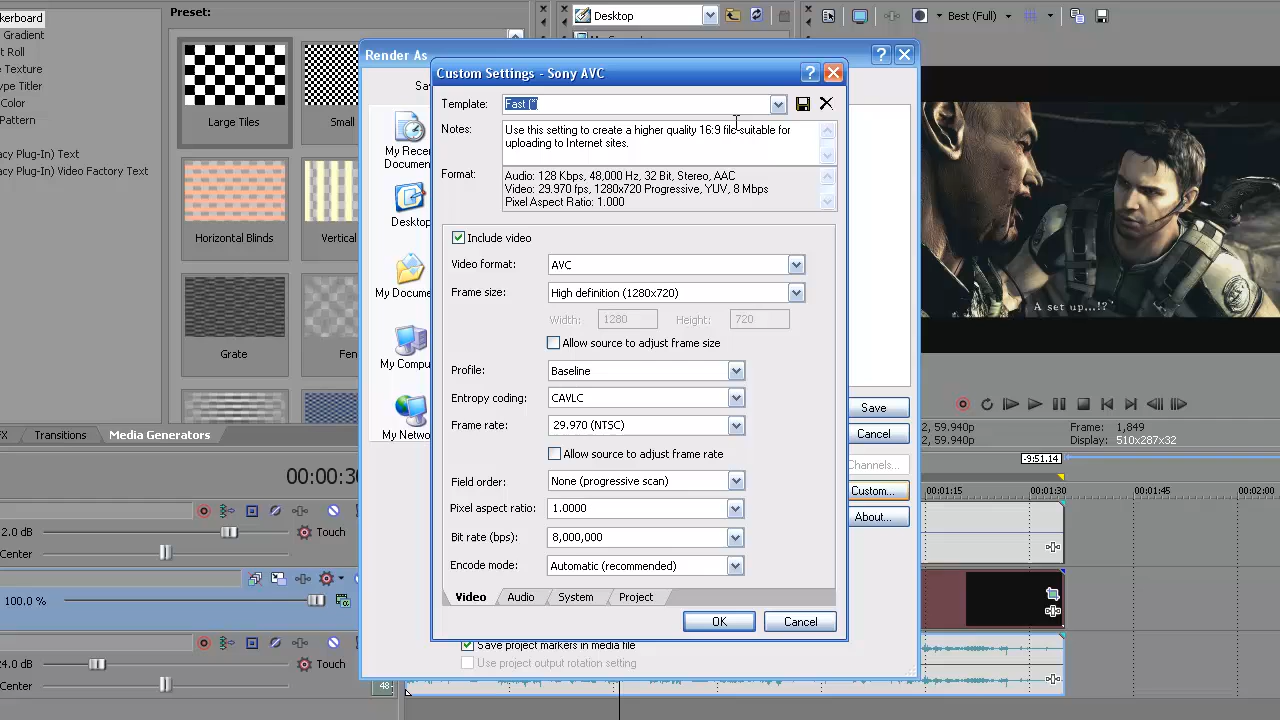 kerboard
Gradient
t Roll
e Texture
ype Titler
Color
Pattern
acy Plug-In) Text
Plug-In) Video Factory Text
Preset:
Large Tiles
Small
Horizontal Blinds
Vertical
Grate
Fen
Desktop
Best (Full)
Render As
Sav
My Recen
Documen
Desktop
My Docume
My Compu
My Netwo
Custom Settings - Sony AVC
Template:
Fast (")
Notes:
Use this setting to create a higher quality 16:9 file suitable for
uploading to Internet sites.
Format:
Audio: 128 Kbps, 48,000 Hz, 32 Bit, Stereo, AAC
Video: 29.970 fps, 1280x720 Progressive, YUV, 8 Mbps
Pixel Aspect Ratio: 1.000
Include video
Video format:
AVC
Frame size:
High definition (1280x720)
Width:
1280
Height:
720
Allow source to adjust frame size
Profile:
Baseline
Entropy coding:
CAVLC
Frame rate:
29.970 (NTSC)
Allow source to adjust frame rate
Field order:
None (progressive scan)
Pixel aspect ratio:
1.0000
Bit rate (bps):
8,000,000
Encode mode:
Automatic (recommended)
Video
Audio
System
Project
OK
Cancel
Save
Cancel
Channels...
Custom...
About...
Save project markers in media file
Use project output rotation setting
A set up...!?
2, 59.940p
2, 59.940p
Frame: 1,849
Display: 510x287x32
-9:51.14
00:01:15
00:01:30
00:01:45
00:02:00
FX
Transitions
Media Generators
00:00:30
2.0 dB
Touch
Center
100.0 %
24.0 dB
Touch
Center
48